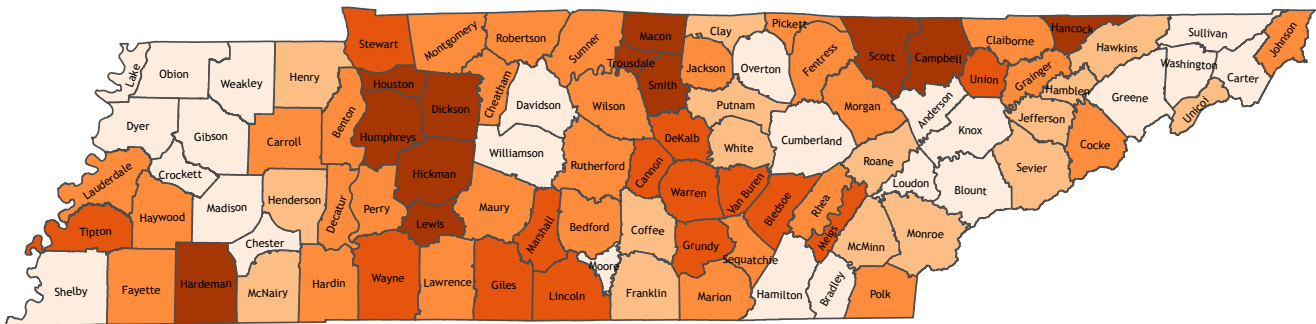 Lake
Obion
Weakley
Henry
Stewart
Montgomery
Robertson
Sumner
Macon
Trousdale
Clay
Pickett
Jackson
Overton
Fentress
Scott
Campbell
Claiborne
Hancock
Hawkins
Sullivan
Johnson
Washington
Carter
Unicoi
Greene
Union
Grainger
Hamblen
Jefferson
Cocke
Sevier
Knox
Anderson
Morgan
Cumberland
Putnam
Smith
Wilson
Davidson
Cheatham
Dickson
Houston
Humphreys
Benton
Carroll
Gibson
Dyer
Crockett
Lauderdale
Haywood
Madison
Henderson
Decatur
Perry
Hickman
Williamson
Rutherford
Cannon
DeKalb
White
Warren
Van Buren
Bledsoe
Rhea
Roane
Loudon
Blount
Monroe
McMinn
Meigs
Tipton
Chester
Lewis
Maury
Marshall
Bedford
Coffee
Grundy
Sequatchie
Shelby
Fayette
Hardeman
McNairy
Hardin
Wayne
Lawrence
Giles
Lincoln
Moore
Franklin
Marion
Hamilton
Bradley
Polk